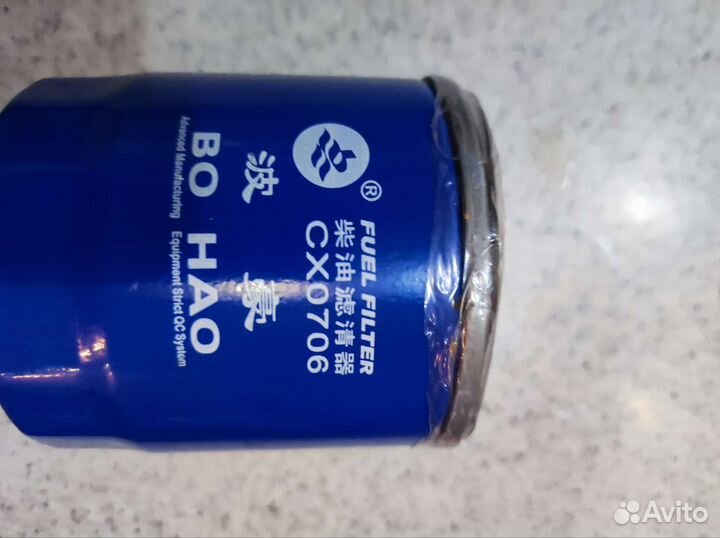 ®
FUEL FILTER
柴油滤清器
CX0706
波 豪
BO HAO
Advanced Manufacturing Equipment Strict QC System
Avito